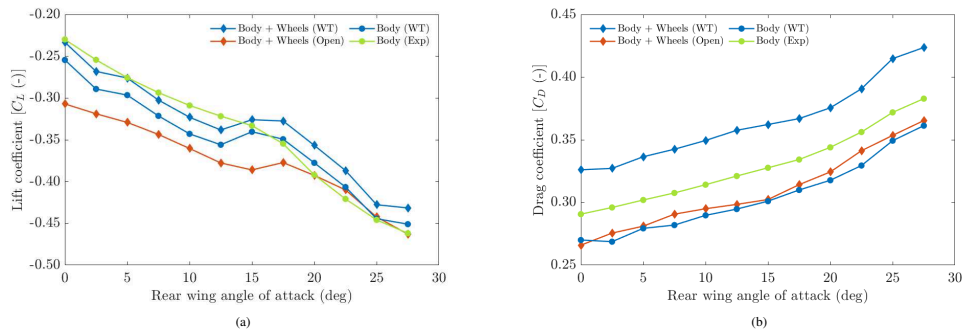 -0.20
-0.25
-0.30
-0.35
-0.40
-0.45
-0.50
Lift coefficient [C_L (-)]
Body + Wheels (WT)
Body + Wheels (Open)
Body (WT)
Body (Exp)
0 5 10 15 20 25 30
Rear wing angle of attack (deg)
(a)
0.45
0.40
0.35
0.30
0.25
Drag coefficient [C_D (-)]
Body + Wheels (WT)
Body + Wheels (Open)
Body (WT)
Body (Exp)
0 5 10 15 20 25 30
Rear wing angle of attack (deg)
(b)